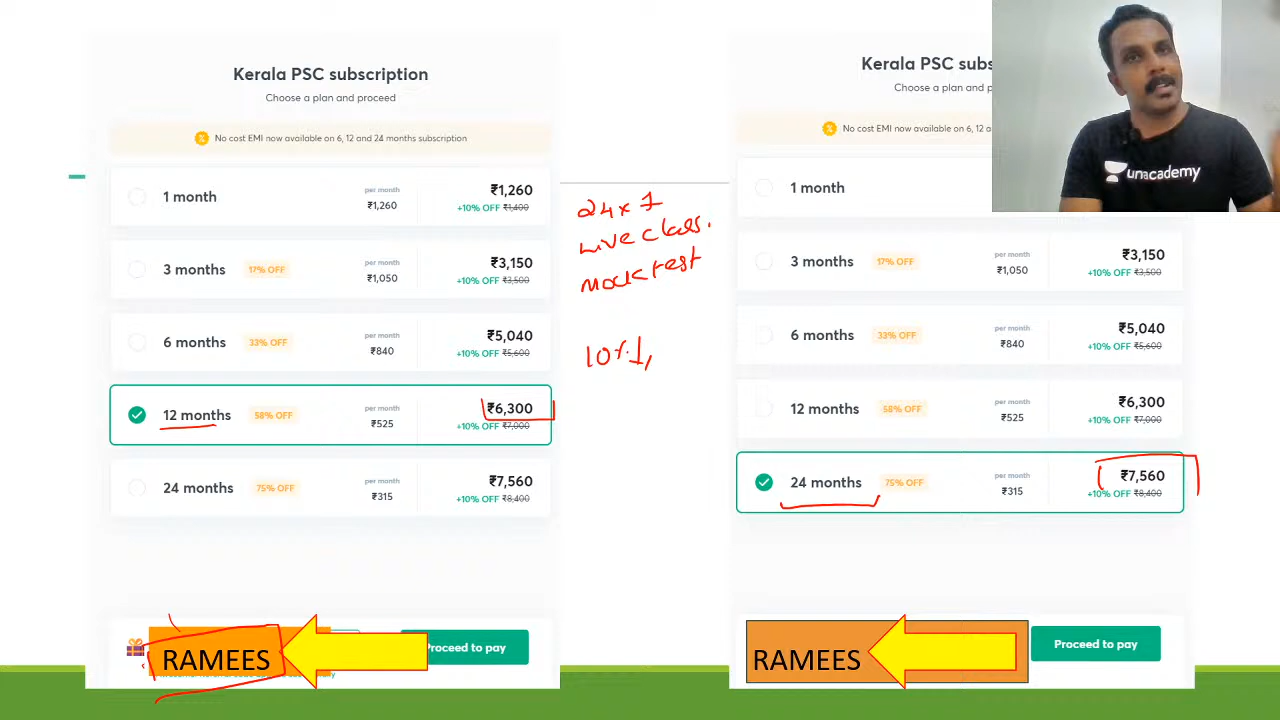 Kerala PSC subscription
Choose a plan and proceed
No cost EMI now available on 6, 12 and 24 months subscription
1 month per month ₹1,260 ₹1,260 +10% OFF ₹1,400
3 months 17% OFF per month ₹1,050 ₹3,150 +10% OFF ₹3,500
6 months 33% OFF per month ₹840 ₹5,040 +10% OFF ₹5,600
12 months 58% OFF per month ₹525 ₹6,300 +10% OFF ₹7,000
24 months 75% OFF per month ₹315 ₹7,560 +10% OFF ₹8,400
RAMEES
Proceed to pay
24x7
Live class.
mock test
10%
Kerala PSC subs
Choose a plan and p
No cost EMI now available on 6, 12 a
1 month
3 months 17% OFF per month ₹1,050 ₹3,150 +10% OFF ₹3,500
6 months 33% OFF per month ₹840 ₹5,040 +10% OFF ₹5,600
12 months 58% OFF per month ₹525 ₹6,300 +10% OFF ₹7,000
24 months 75% OFF per month ₹315 ₹7,560 +10% OFF ₹8,400
RAMEES
Proceed to pay
unacademy